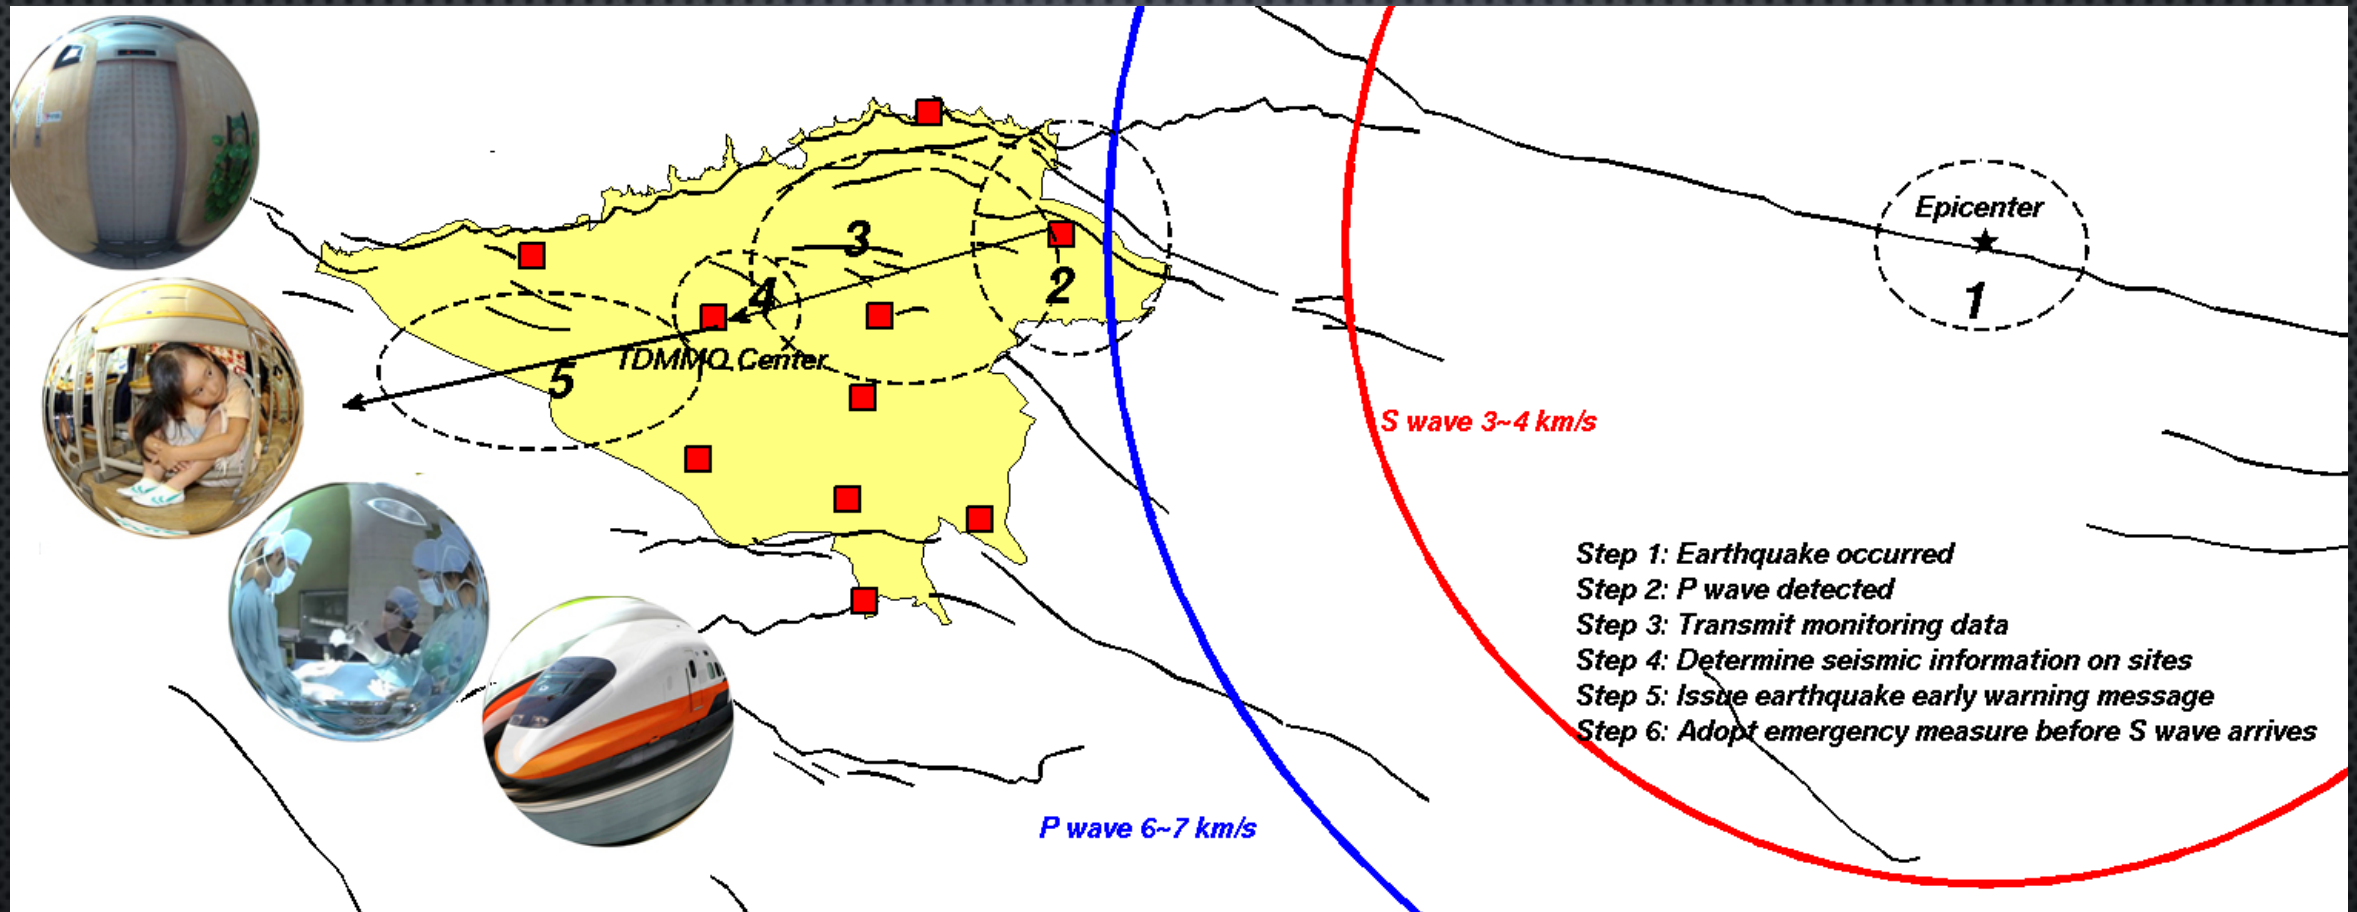 Epicenter
1
2
3
4
TDMMO Center
5
S wave 3~4 km/s
Step 1: Earthquake occurred
Step 2: P wave detected
Step 3: Transmit monitoring data
Step 4: Determine seismic information on sites
Step 5: Issue earthquake early warning message
Step 6: Adopt emergency measure before S wave arrives
P wave 6~7 km/s